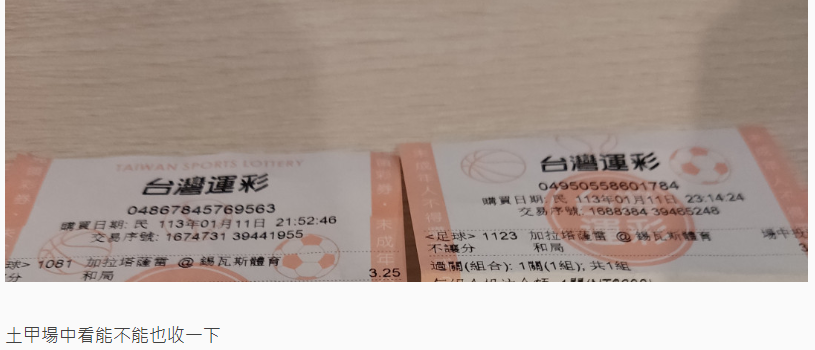 TAIWAN SPORTS LOTTERY
台灣運彩
04867845769563
購買日期: 民 113年01月11日 21:52:46
交易序號: 1674731 39441955
球> 1081 加拉塔薩雷 @ 錫瓦斯體育
分 和局 3.25
台灣運彩
04950558601784
購買日期: 民 113年01月11日 23:14:24
交易序號: 1688384 39465248
<足球> 1123 加拉塔薩雷 @ 錫瓦斯體育 場中投
不讓分 和局
過關(組合): 1關(1組); 共1組
土甲場中看能不能也收一下